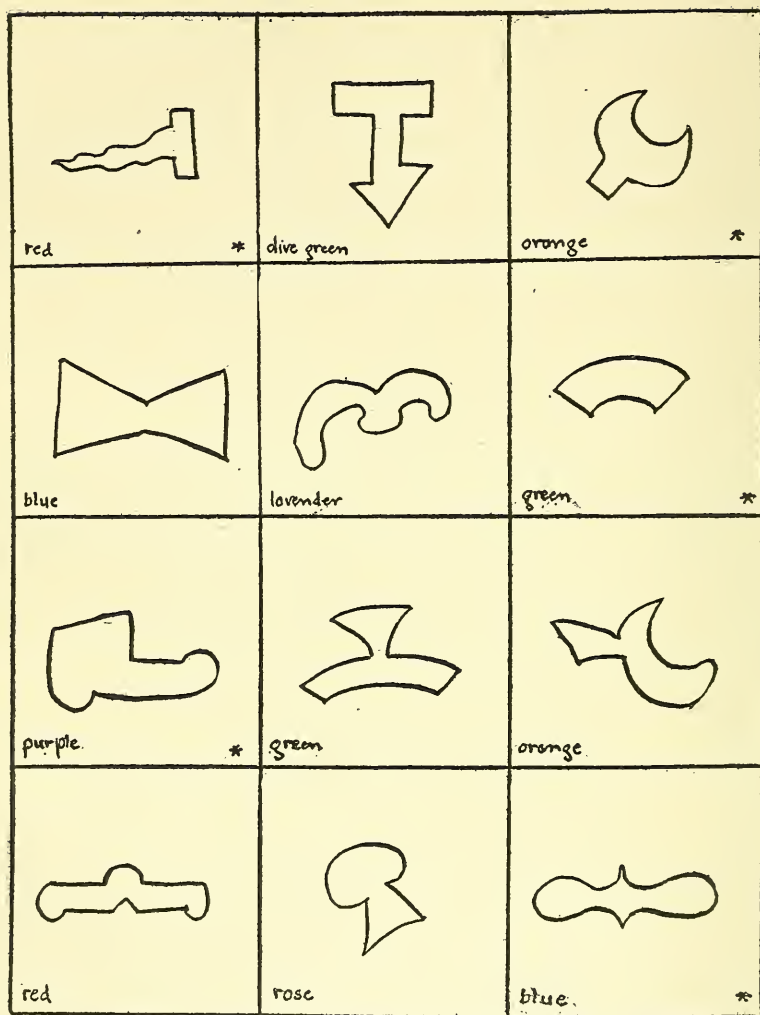 red *
olive green
orange *
blue
lavender
green *
purple *
green
orange
red
rose
blue *